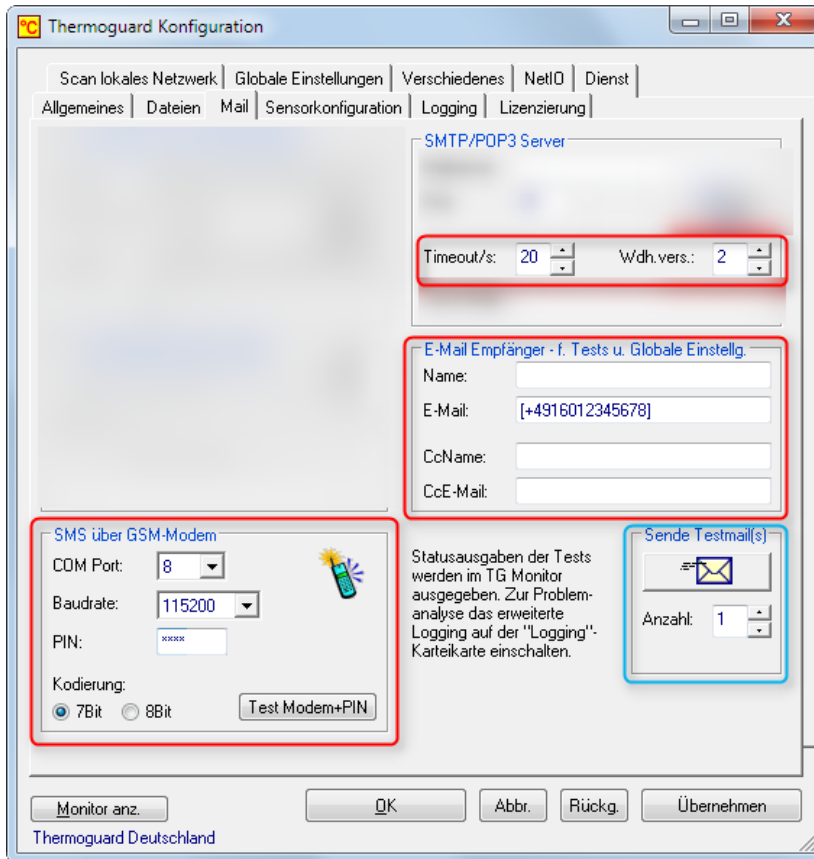 °C Thermoguard Konfiguration
Scan lokales Netzwerk Globale Einstellungen Verschiedenes NetIO Dienst
Allgemeines Dateien Mail Sensorkonfiguration Logging Lizenzierung
SMTP/POP3 Server
Timeout/s: 20 Wdh.vers.: 2
E-Mail Empfänger - f. Tests u. Globale Einstellg.
Name:
E-Mail: [+4916012345678]
CcName:
CcE-Mail:
SMS über GSM-Modem
COM Port: 8
Baudrate: 115200
PIN: ****
Kodierung:
7Bit 8Bit Test Modem+PIN
Statusausgaben der Tests
werden im TG Monitor
ausgegeben. Zur Problem-
analyse das erweiterte
Logging auf der "Logging"-
Karteikarte einschalten.
Sende Testmail(s)
Anzahl: 1
Monitor anz. OK Abbr. Rückg. Übernehmen
Thermoguard Deutschland